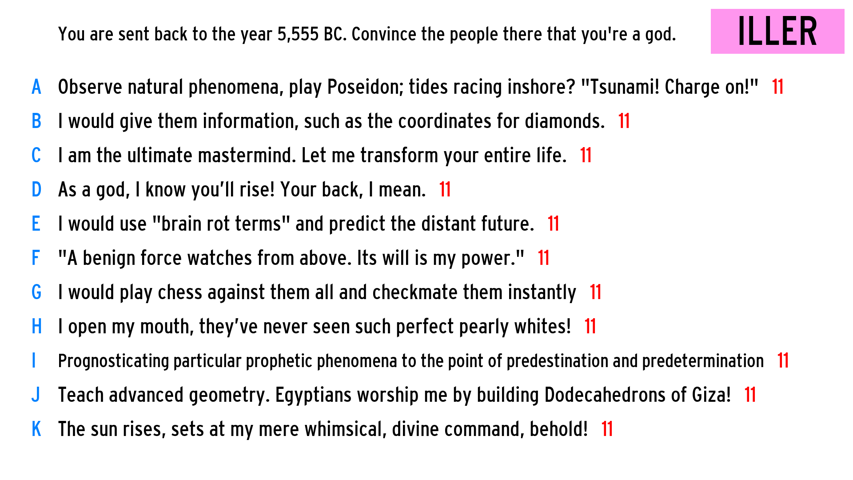 You are sent back to the year 5,555 BC. Convince the people there that you're a god.
ILLER
A Observe natural phenomena, play Poseidon; tides racing inshore? "Tsunami! Charge on!" 11
B I would give them information, such as the coordinates for diamonds. 11
C I am the ultimate mastermind. Let me transform your entire life. 11
D As a god, I know you’ll rise! Your back, I mean. 11
E I would use "brain rot terms" and predict the distant future. 11
F "A benign force watches from above. Its will is my power." 11
G I would play chess against them all and checkmate them instantly 11
H I open my mouth, they’ve never seen such perfect pearly whites! 11
I Prognosticating particular prophetic phenomena to the point of predestination and predetermination 11
J Teach advanced geometry. Egyptians worship me by building Dodecahedrons of Giza! 11
K The sun rises, sets at my mere whimsical, divine command, behold! 11